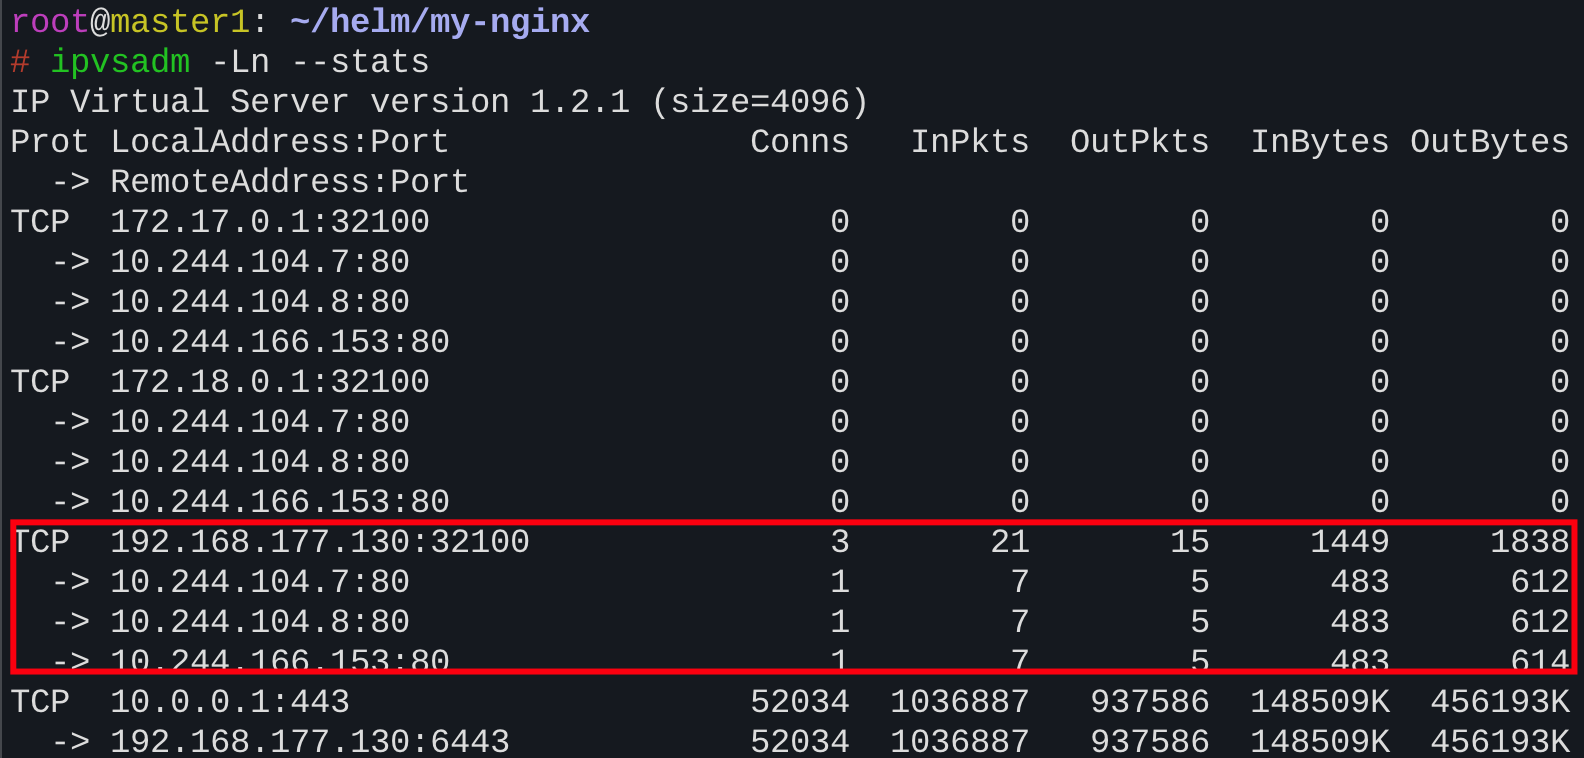 root@master1: ~/helm/my-nginx
# ipvsadm -Ln --stats
IP Virtual Server version 1.2.1 (size=4096)
Prot LocalAddress:Port               Conns   InPkts  OutPkts  InBytes OutBytes
  -> RemoteAddress:Port
TCP  172.17.0.1:32100                    0        0        0        0        0
  -> 10.244.104.7:80                     0        0        0        0        0
  -> 10.244.104.8:80                     0        0        0        0        0
  -> 10.244.166.153:80                   0        0        0        0        0
TCP  172.18.0.1:32100                    0        0        0        0        0
  -> 10.244.104.7:80                     0        0        0        0        0
  -> 10.244.104.8:80                     0        0        0        0        0
  -> 10.244.166.153:80                   0        0        0        0        0
TCP  192.168.177.130:32100               3       21       15     1449     1838
  -> 10.244.104.7:80                     1        7        5      483      612
  -> 10.244.104.8:80                     1        7        5      483      612
  -> 10.244.166.153:80                   1        7        5      483      614
TCP  10.0.0.1:443                    52034  1036887   937586  148509K  456193K
  -> 192.168.177.130:6443            52034  1036887   937586  148509K  456193K